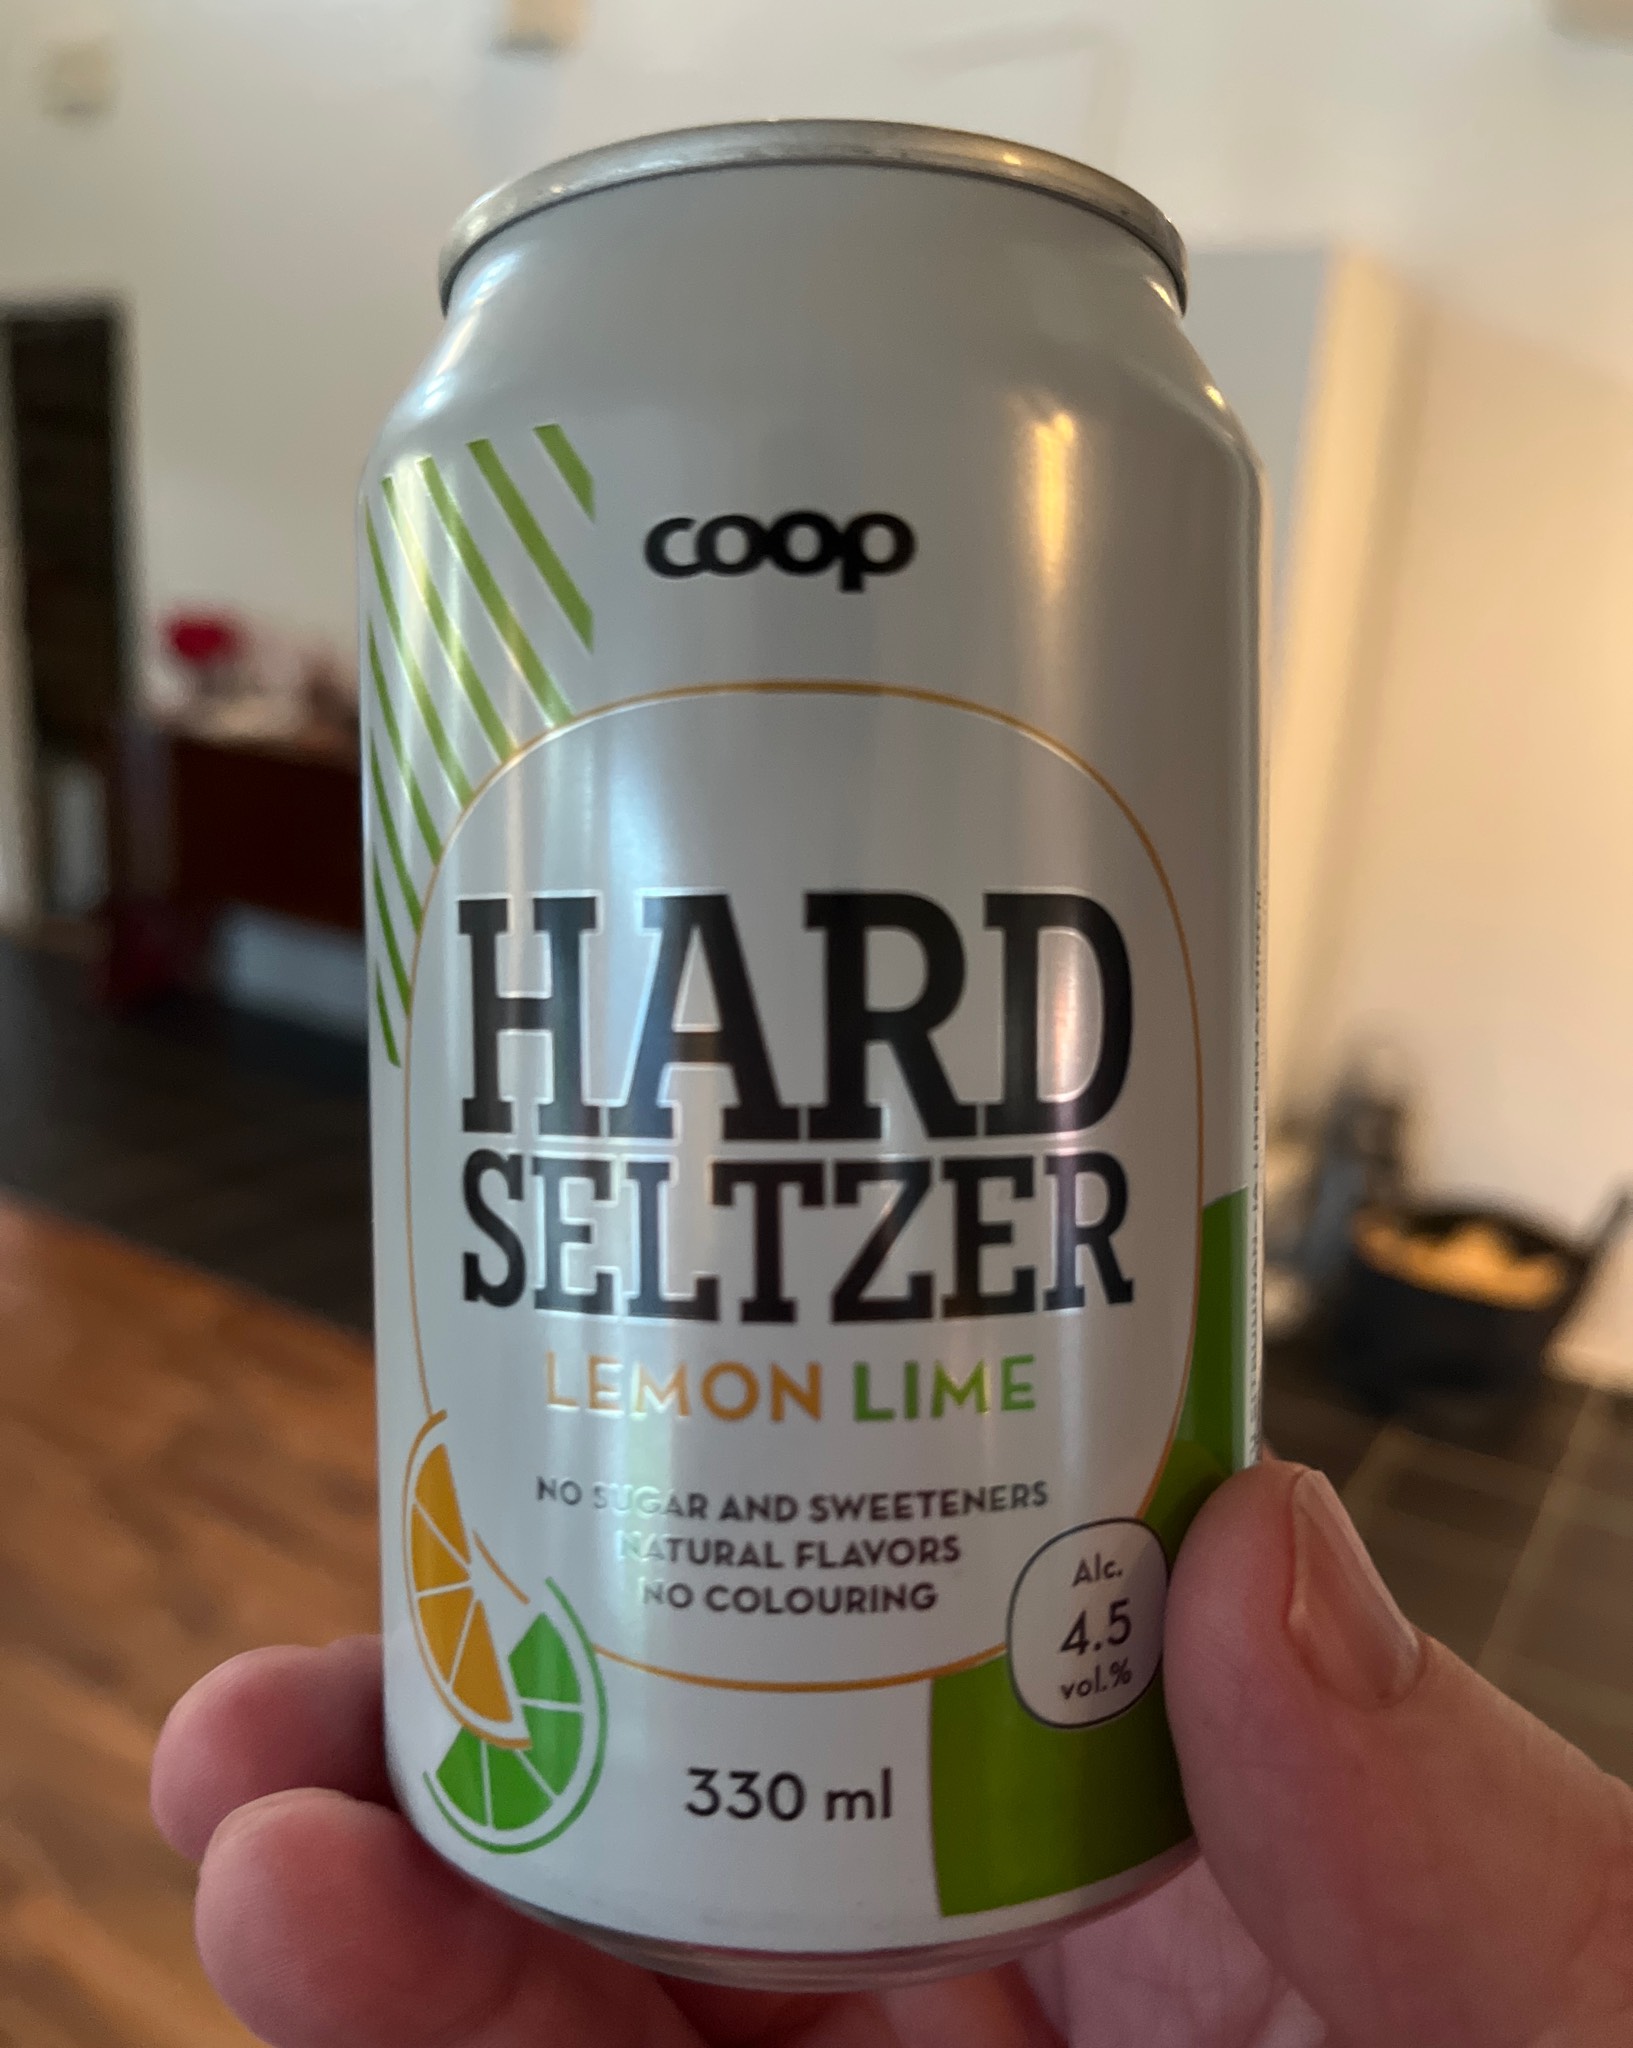 coop
HARD
SELTZER
LEMON LIME
NO SUGAR AND SWEETENERS
NATURAL FLAVORS
NO COLOURING
Alc.
4.5
vol.%
330 ml